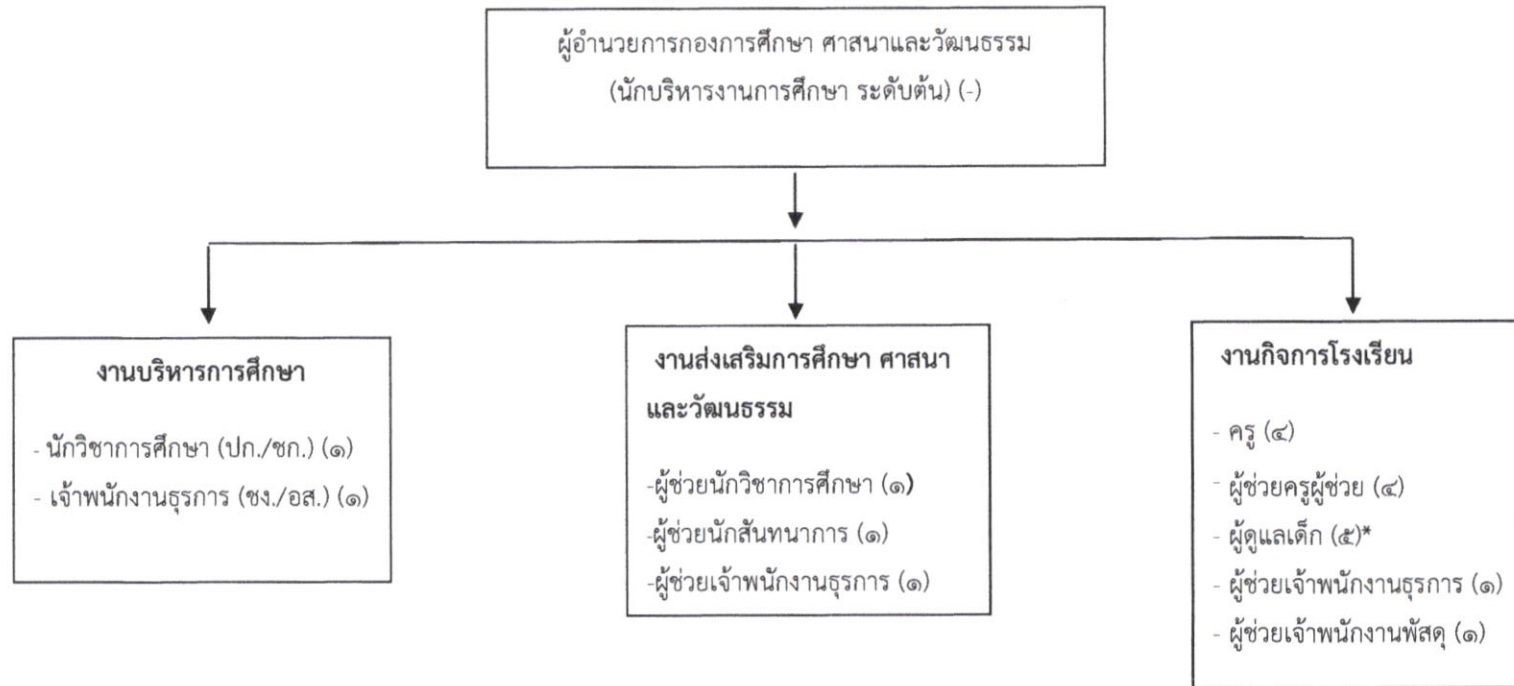 ผู้อำนวยการกองการศึกษา ศาสนาและวัฒนธรรม
(นักบริหารงานการศึกษา ระดับต้น) (-)
งานบริหารการศึกษา
- นักวิชาการศึกษา (ปก./ชก.) (๑)
- เจ้าพนักงานธุรการ (ชง./อส.) (๑)
งานส่งเสริมการศึกษา ศาสนา
และวัฒนธรรม
-ผู้ช่วยนักวิชาการศึกษา (๑)
-ผู้ช่วยนักสันทนาการ (๑)
-ผู้ช่วยเจ้าพนักงานธุรการ (๑)
งานกิจการโรงเรียน
- ครู (๔)
- ผู้ช่วยครูผู้ช่วย (๔)
- ผู้ดูแลเด็ก (๕)*
- ผู้ช่วยเจ้าพนักงานธุรการ (๑)
- ผู้ช่วยเจ้าพนักงานพัสดุ (๑)